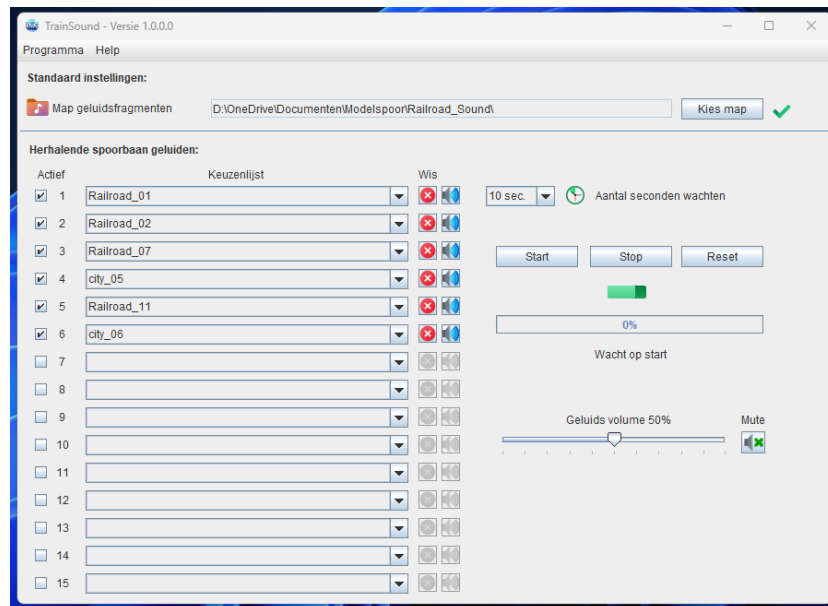 TrainSound - Versie 1.0.0.0
Programma Help
Standaard instellingen:
Map geluidsfragmenten D:\OneDrive\Documenten\Modelspoor\Railroad_Sound\ Kies map
Herhalende spoorbaan geluiden:
Actief Keuzenlijst Wis
1 Railroad_01 10 sec. Aantal seconden wachten
2 Railroad_02
3 Railroad_07 Start Stop Reset
4 city_05
5 Railroad_11
0%
6 city_06
Wacht op start
7
8
9 Geluids volume 50% Mute
10
11
12
13
14
15